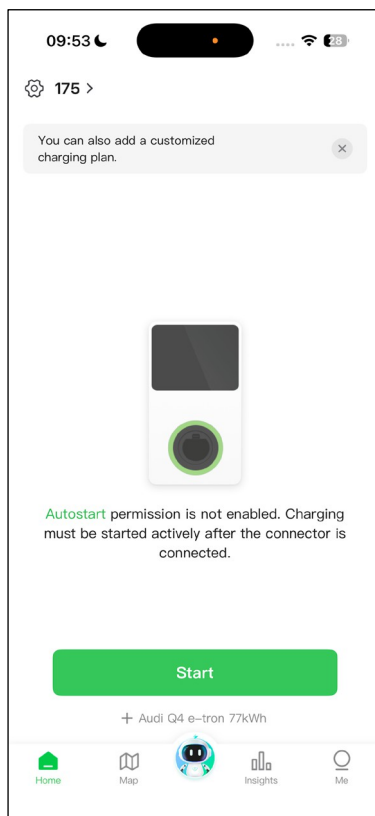 09:53
28
175 >
You can also add a customized
charging plan.
Autostart permission is not enabled. Charging
must be started actively after the connector is
connected.
Start
+ Audi Q4 e-tron 77kWh
Home
Map
Insights
Me